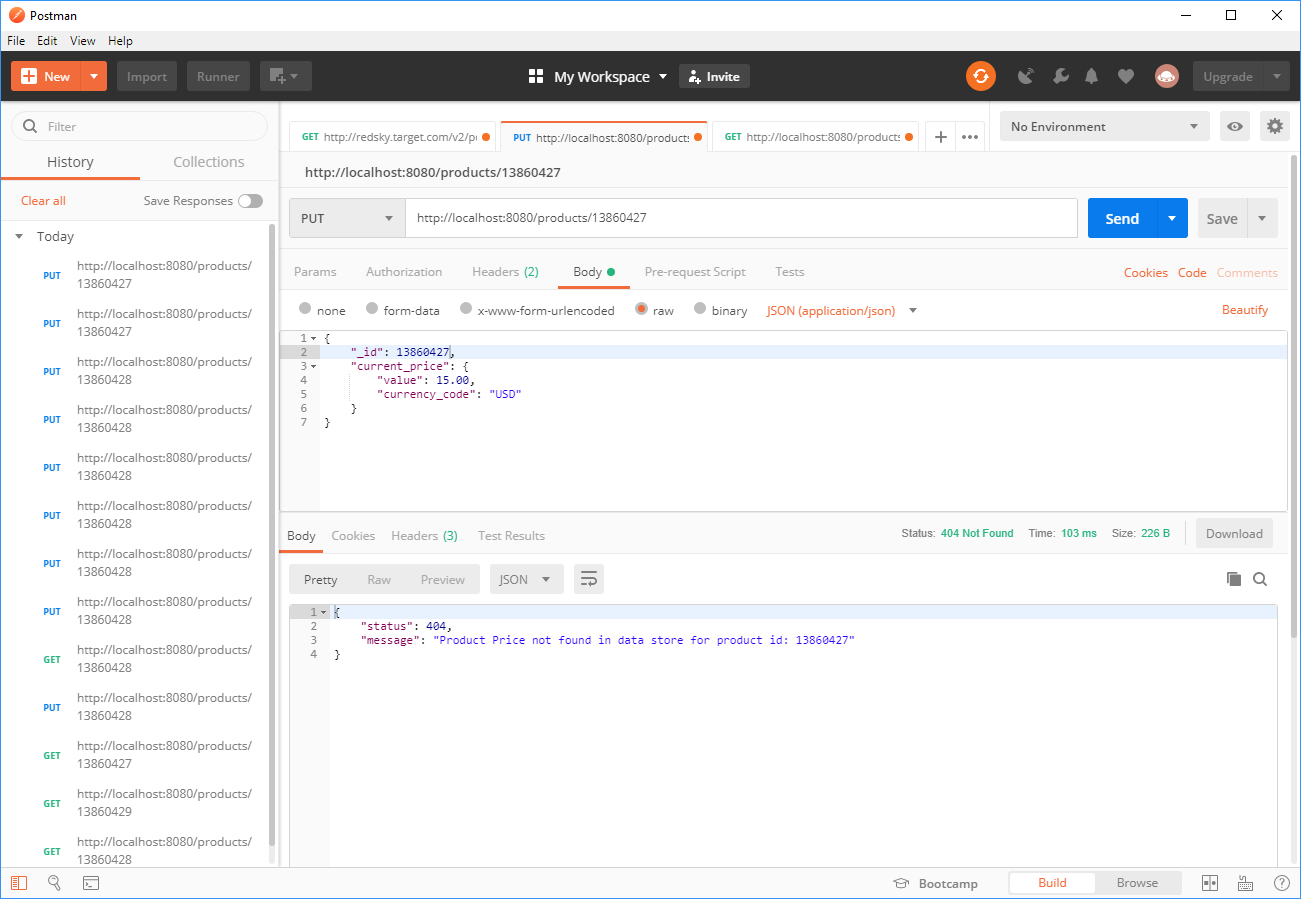 Postman
File Edit View Help
New Import Runner My Workspace Invite Upgrade
Filter
History Collections
Clear all Save Responses
Today
PUT http://localhost:8080/products/
13860427
PUT http://localhost:8080/products/
13860427
PUT http://localhost:8080/products/
13860428
PUT http://localhost:8080/products/
13860428
PUT http://localhost:8080/products/
13860428
PUT http://localhost:8080/products/
13860428
PUT http://localhost:8080/products/
13860428
PUT http://localhost:8080/products/
13860428
GET http://localhost:8080/products/
13860428
PUT http://localhost:8080/products/
13860428
GET http://localhost:8080/products/
13860427
GET http://localhost:8080/products/
13860429
GET http://localhost:8080/products/
13860428
GET http://redsky.target.com/v2/p PUT http://localhost:8080/products GET http://localhost:8080/products No Environment
http://localhost:8080/products/13860427
PUT http://localhost:8080/products/13860427 Send Save
Params Authorization Headers (2) Body Pre-request Script Tests Cookies Code Comments
none form-data x-www-form-urlencoded raw binary JSON (application/json) Beautify
1 {
2 "_id": 13860427,
3 "current_price": {
4 "value": 15.00,
5 "currency_code": "USD"
6 }
7 }
Body Cookies Headers (3) Test Results Status: 404 Not Found Time: 103 ms Size: 226 B Download
Pretty Raw Preview JSON
1 {
2 "status": 404,
3 "message": "Product Price not found in data store for product id: 13860427"
4 }
Bootcamp Build Browse